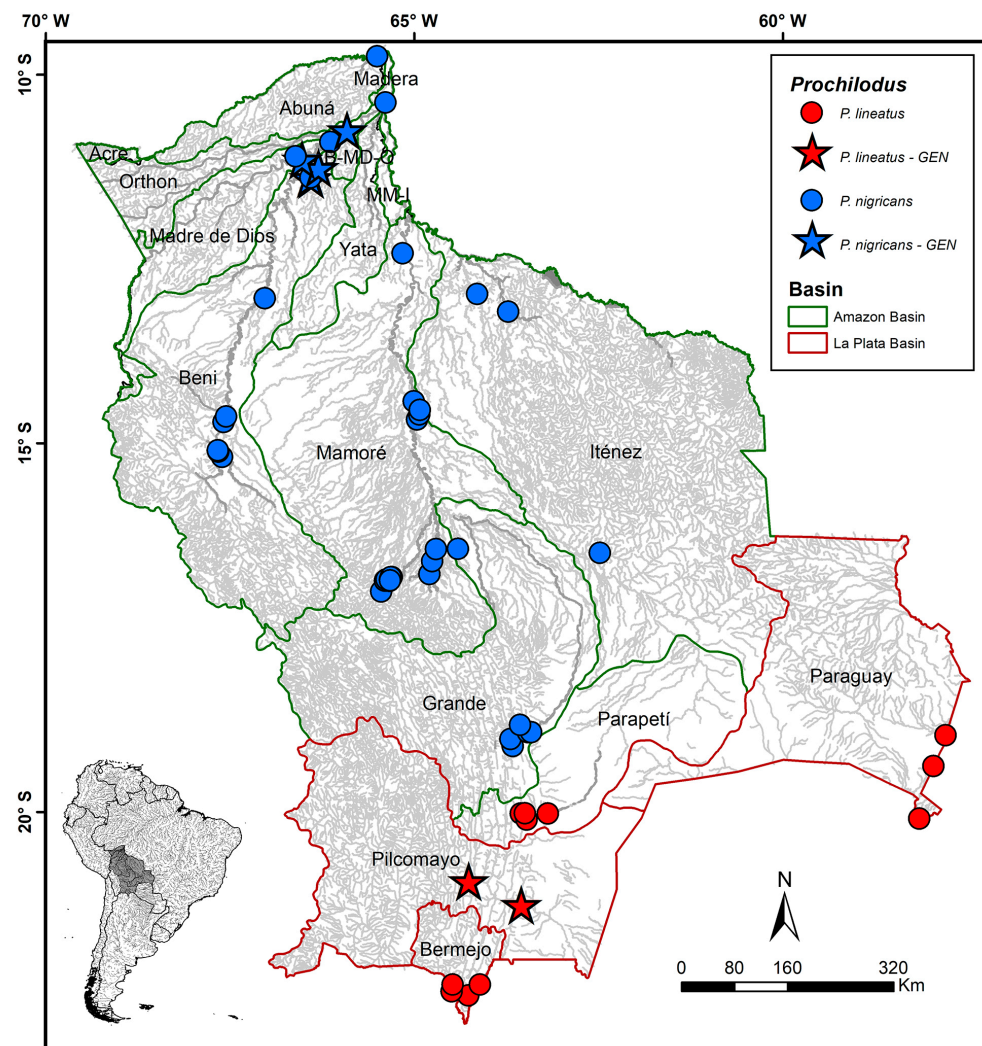 70° W 65° W 60° W
10° S
15° S
20° S
Prochilodus
P. lineatus
P. lineatus - GEN
P. nigricans
P. nigricans - GEN
Basin
Amazon Basin
La Plata Basin
Madera
Abuná
Acre
Orthon
B-MD-O
MM-I
Madre de Dios
Yata
Beni
Mamoré
Iténez
Grande
Parapetí
Paraguay
Pilcomayo
Bermejo
N
0 80 160 320
Km